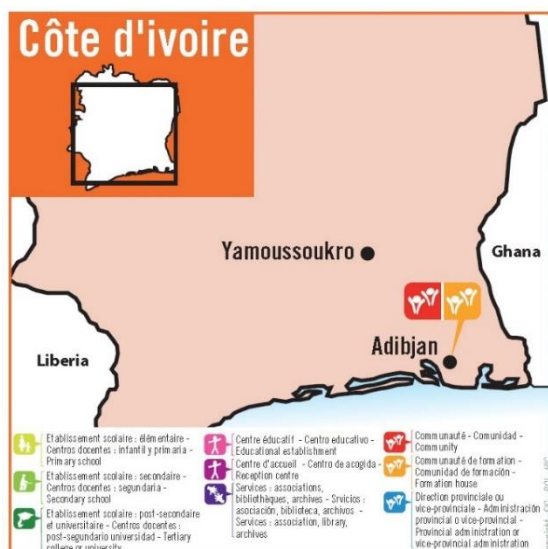 Côte d'ivoire
Yamoussoukro
Ghana
Adibjan
Liberia
Etablissement scolaire : élémentaire -
Centros docentes : infantil y primaria -
Primary school
Etablissement scolaire : secondaire -
Centros docentes : segundaria -
Secondary school
Etablissement scolaire : post-secondaire
et universitaire - Centros docentes :
post-segundario universidad - Tertiary
college or university
Centre éducatif - Centro educativo -
Educational establishment
Centre d'accueil - Centro de acogida -
Reception centre
Services : associations,
bibliothèques, archives - Srvicios :
asociación, biblioteca, archivos -
Services : association, library,
archives
Communauté - Comunidad -
Community
Communauté de formation -
Comunidad de formación -
Formation house
Direction provinciale ou
vice-provinciale - Administración
provincial o vice-provincial -
Provincial administration or
vice-provincial administration